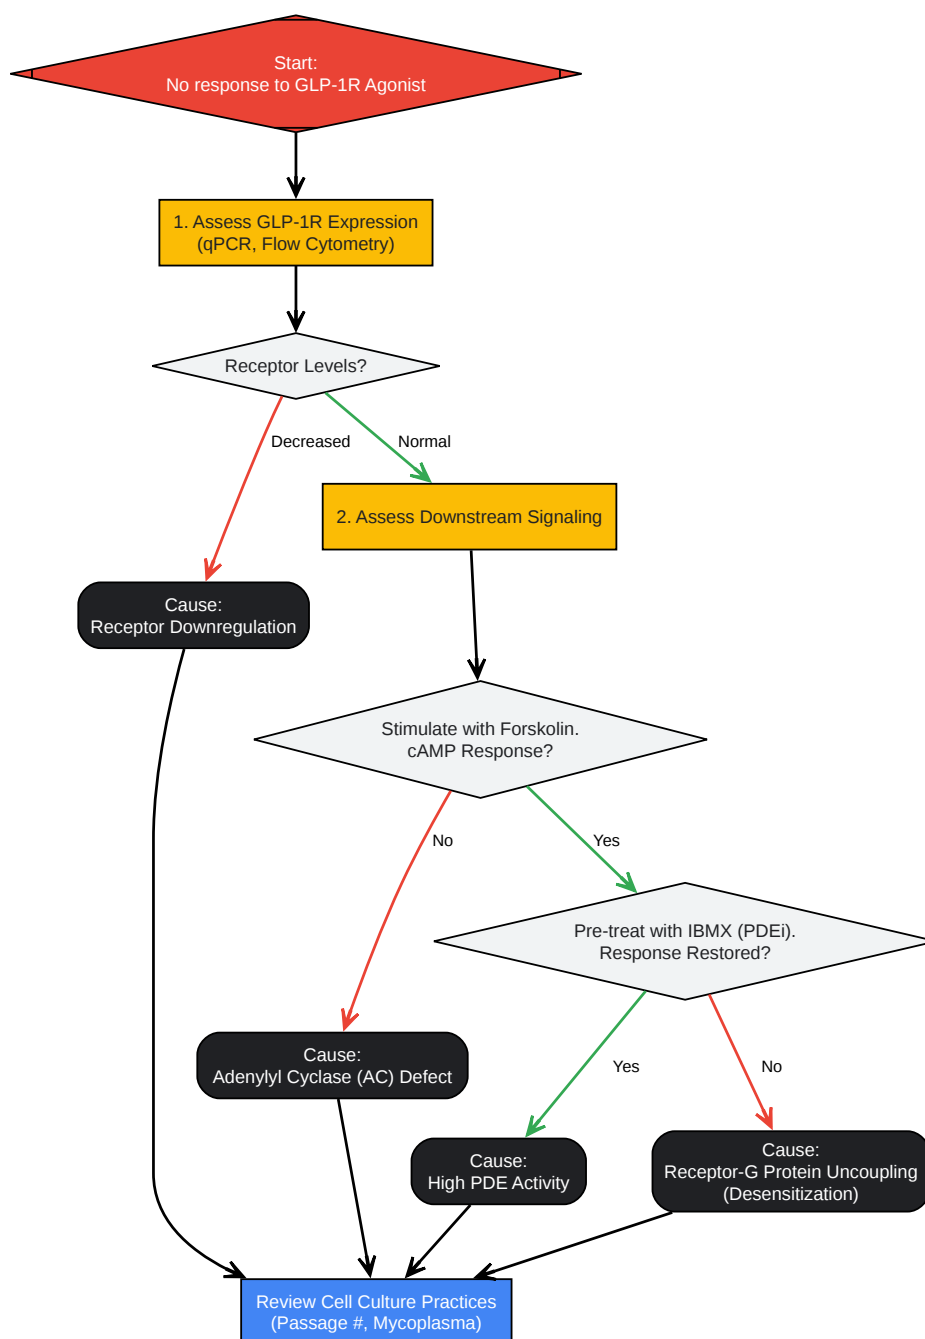 Start:
No response to GLP-1R Agonist
1. Assess GLP-1R Expression
(qPCR, Flow Cytometry)
Receptor Levels?
Decreased
Normal
2. Assess Downstream Signaling
Cause:
Receptor Downregulation
Stimulate with Forskolin.
cAMP Response?
No
Yes
Pre-treat with IBMX (PDEi).
Response Restored?
Cause:
Adenylyl Cyclase (AC) Defect
Yes
No
Cause:
High PDE Activity
Cause:
Receptor-G Protein Uncoupling
(Desensitization)
Review Cell Culture Practices
(Passage #, Mycoplasma)